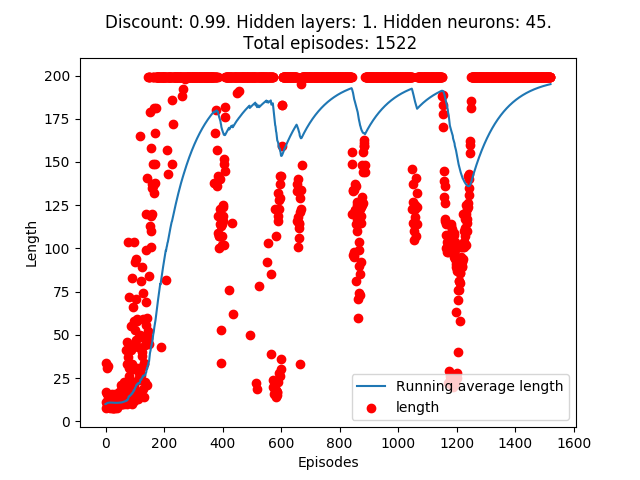 Discount: 0.99. Hidden layers: 1. Hidden neurons: 45.
Total episodes: 1522
200
175
150
125
100
75
50
25
0
Length
Running average length
length
0 200 400 600 800 1000 1200 1400 1600
Episodes